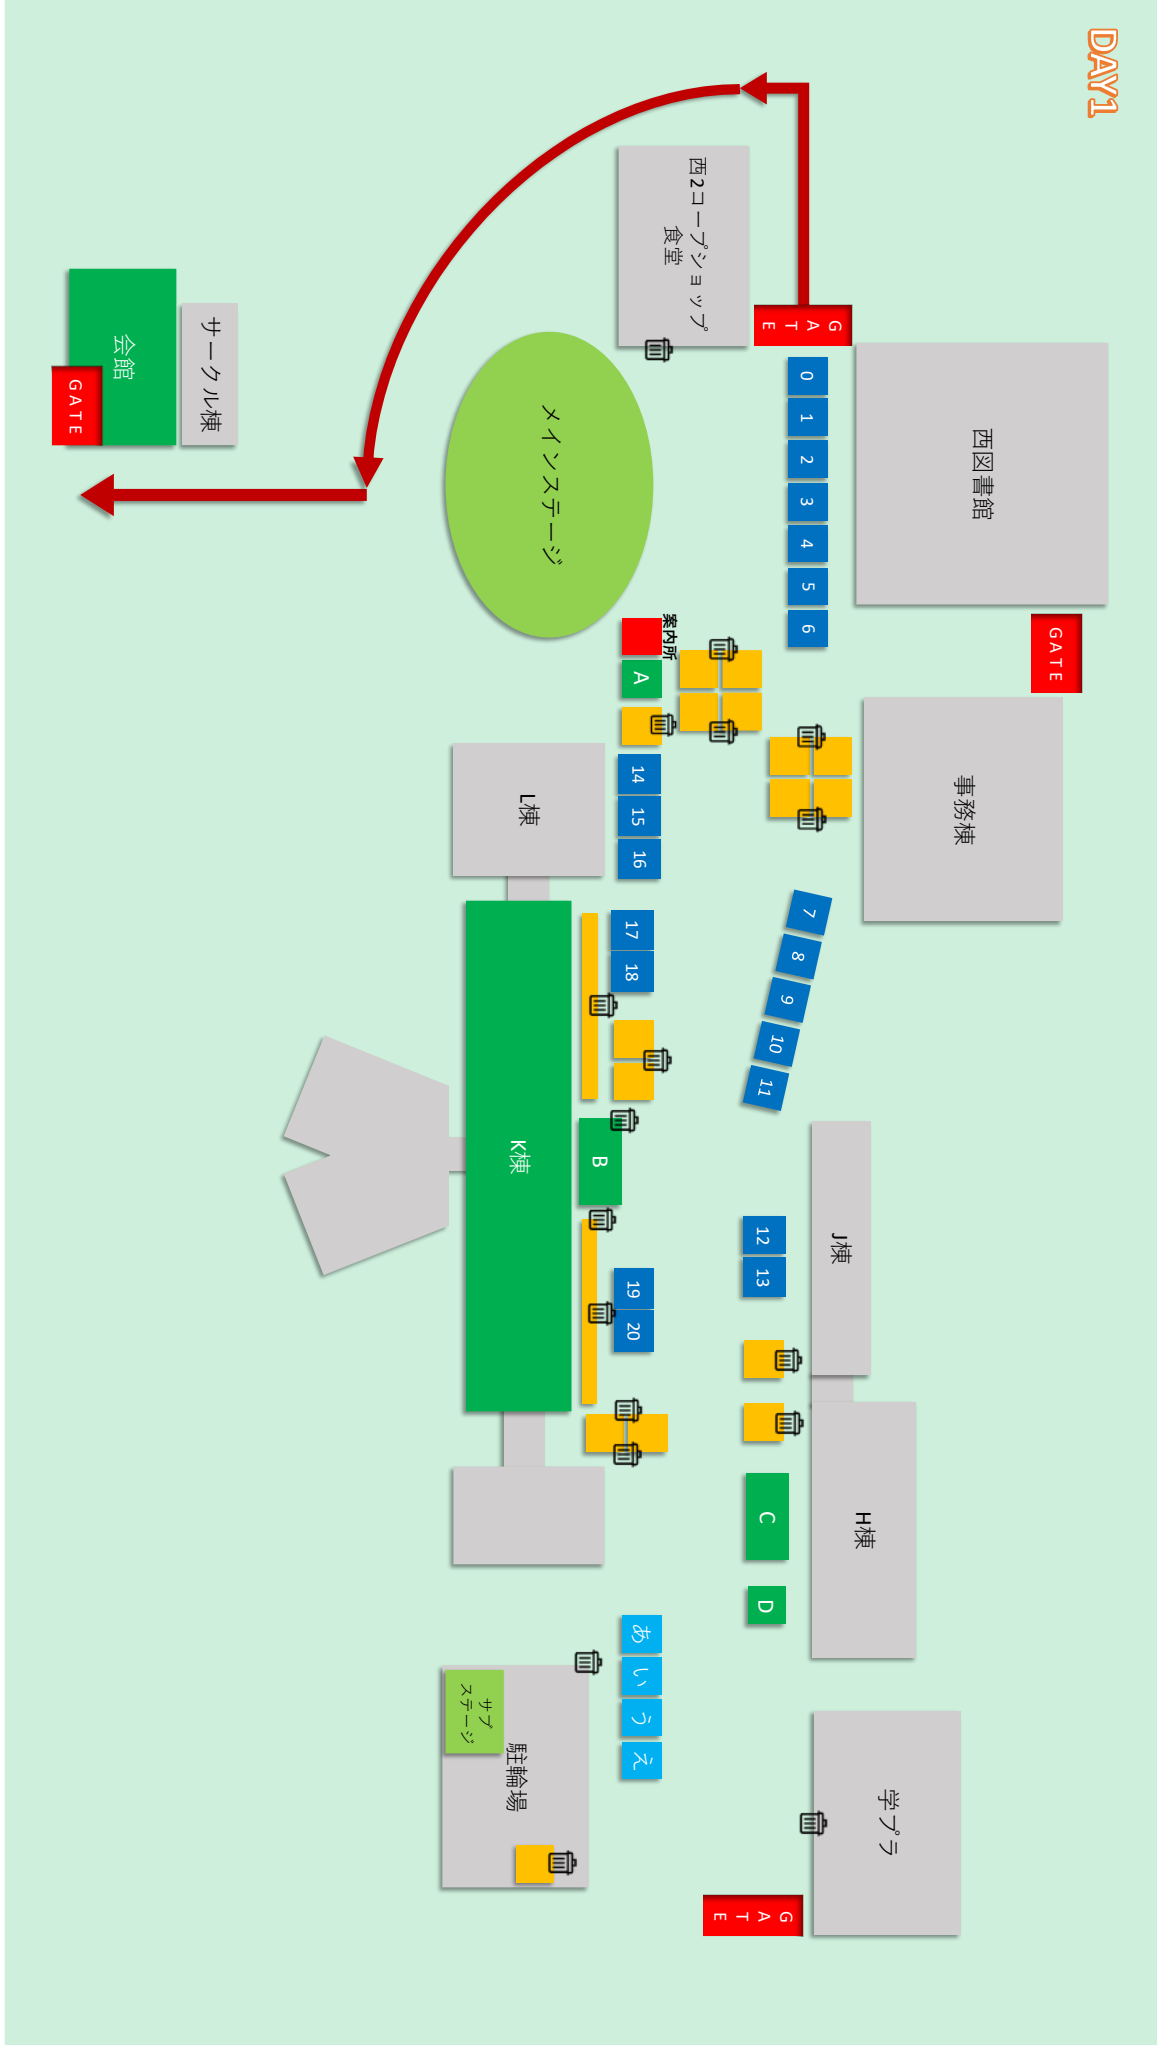 DAY1
西2コープショップ
食堂
GATE
西図書館
会館
サークル棟
GATE
メインステージ
0
1
2
3
4
5
6
GATE
案内所
A
事務棟
L棟
14
15
16
7
8
9
10
11
17
18
K棟
B
J棟
12
13
19
20
H棟
C
D
あ
い
う
え
サブ
ステージ
駐輪場
学プラ
GATE